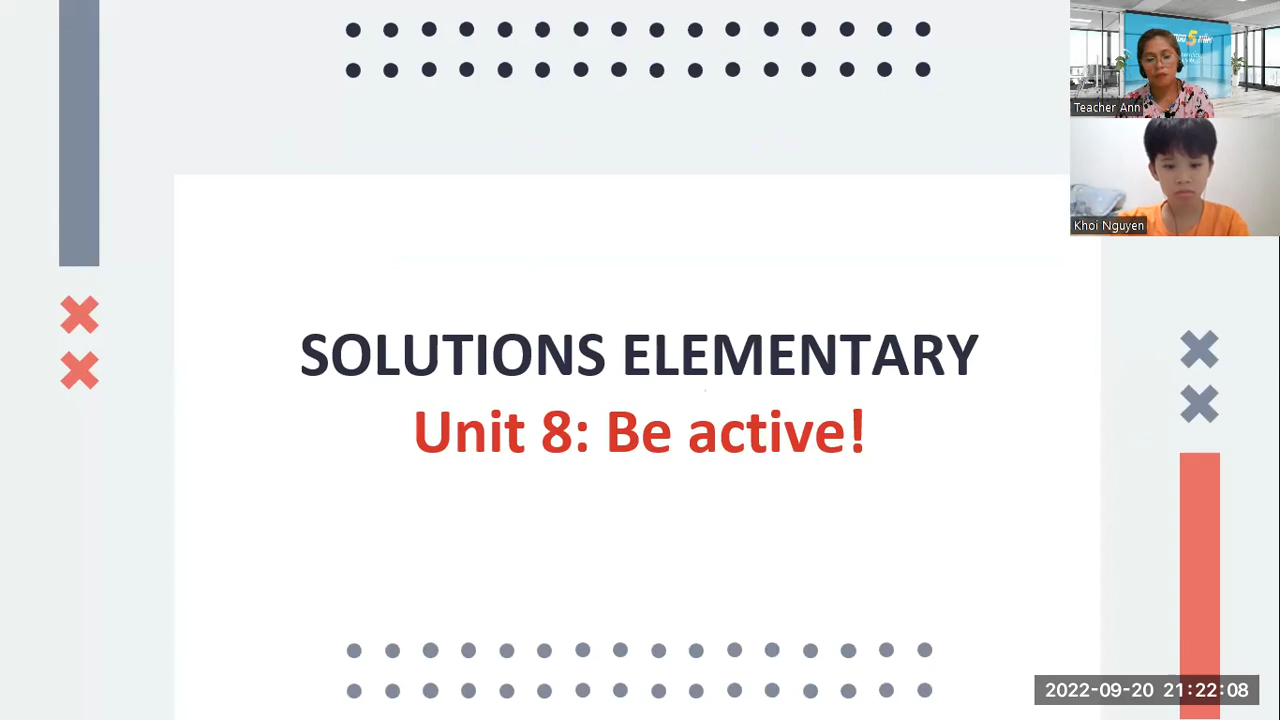 SOLUTIONS ELEMENTARY
Unit 8: Be active!
Teacher Ann
Khoi Nguyen
2022-09-20 21:22:08